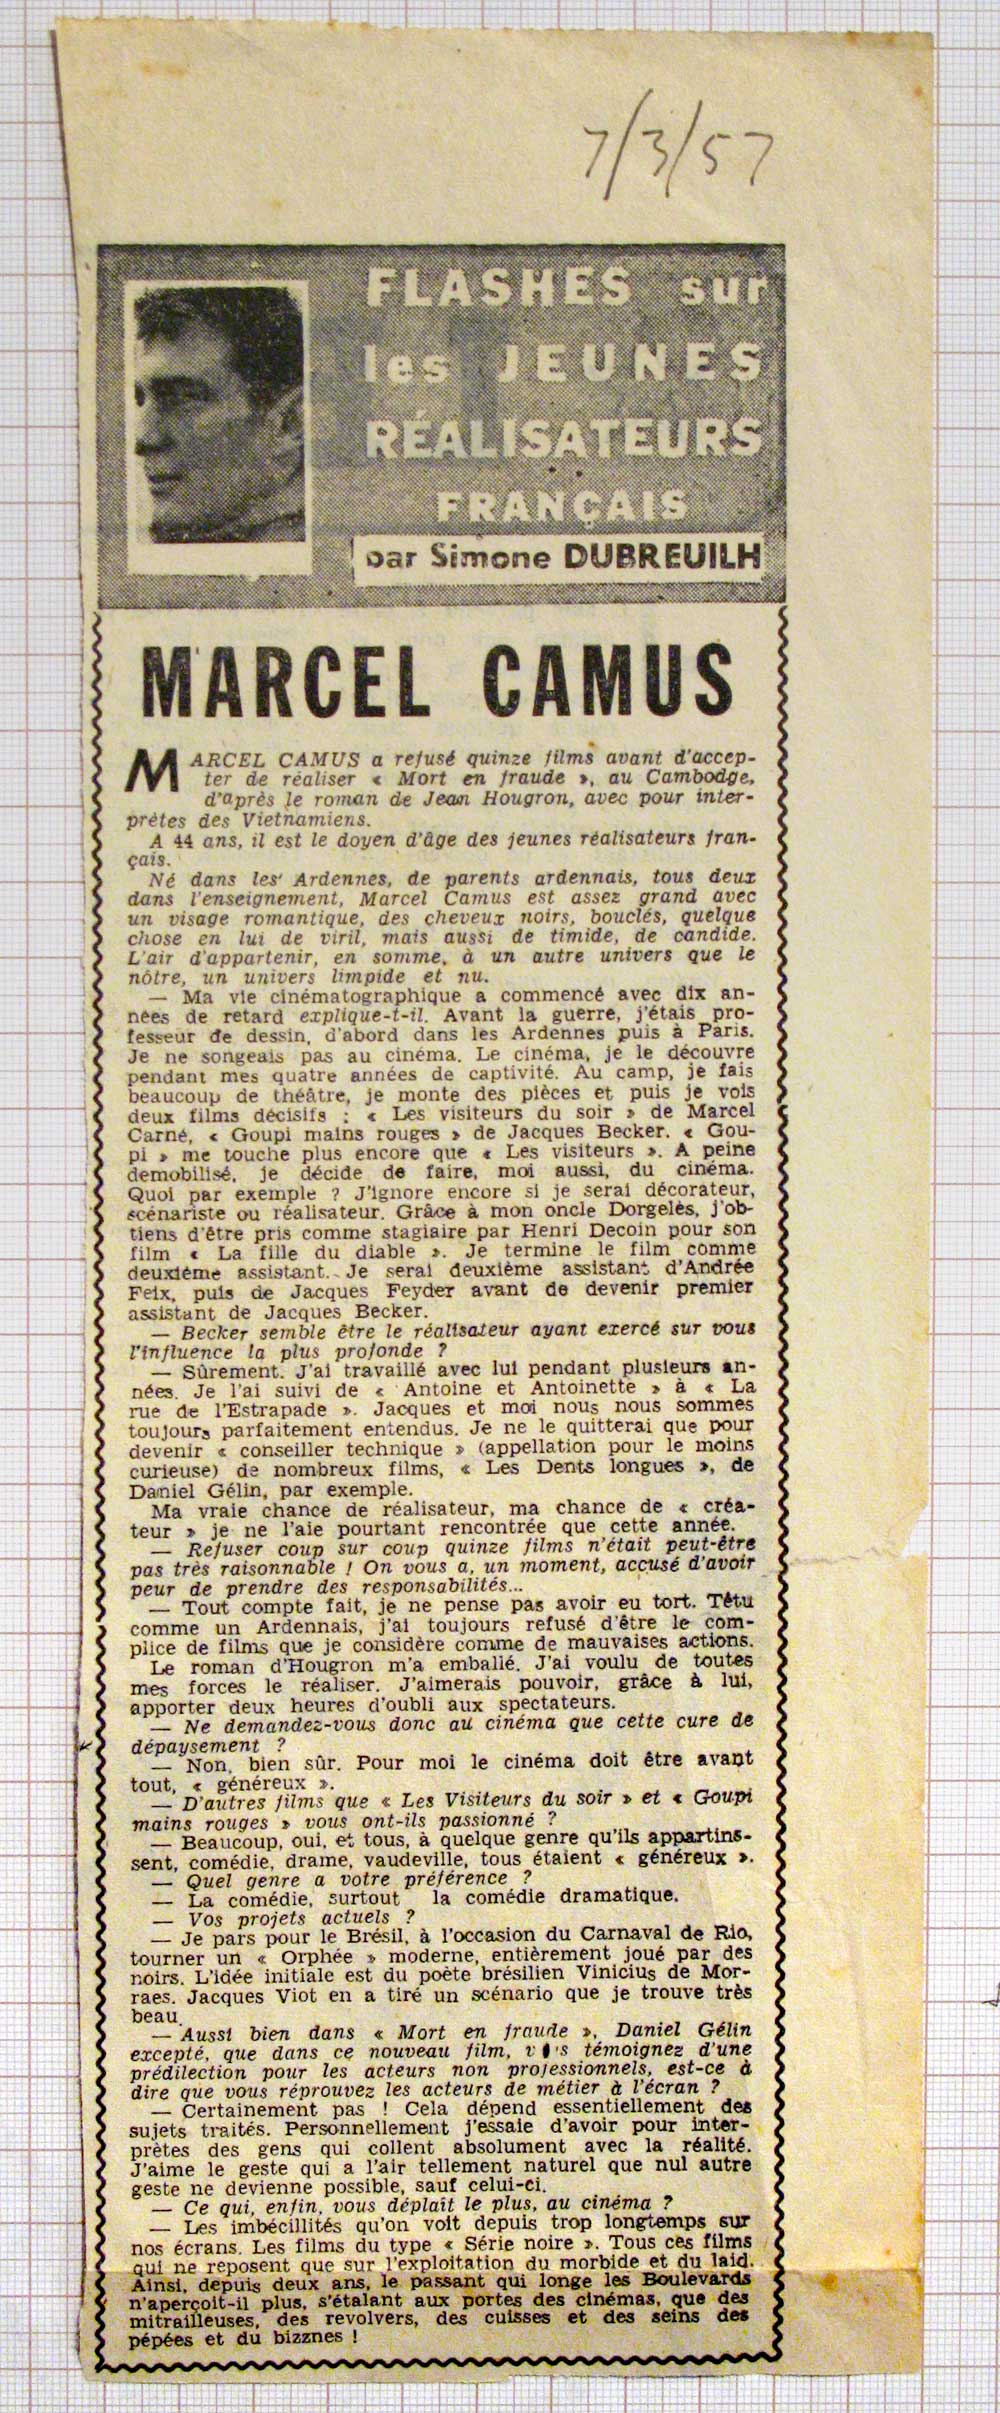 7/3/57
FLASHES sur
les JEUNES
RÉALISATEURS
FRANÇAIS
par Simone DUBREUILH
MARCEL CAMUS
MARCEL CAMUS a refusé quinze films avant d'accep-
ter de réaliser « Mort en fraude », au Cambodge,
d'après le roman de Jean Hougron, avec pour inter-
prètes des Vietnamiens.
A 44 ans, il est le doyen d'âge des jeunes réalisateurs fran-
çais.
Né dans les Ardennes, de parents ardennais, tous deux
dans l'enseignement, Marcel Camus est assez grand avec
un visage romantique, des cheveux noirs, bouclés, quelque
chose en lui de viril, mais aussi de timide, de candide.
L'air d'appartenir, en somme, à un autre univers que le
nôtre, un univers limpide et nu.
— Ma vie cinématographique a commencé avec dix an-
nées de retard explique-t-il. Avant la guerre, j'étais pro-
fesseur de dessin, d'abord dans les Ardennes puis à Paris.
Je ne songeais pas au cinéma. Le cinéma, je le découvre
pendant mes quatre années de captivité. Au camp, je fais
beaucoup de théâtre, je monte des pièces et puis je vois
deux films décisifs : « Les visiteurs du soir » de Marcel
Carné, « Goupi mains rouges » de Jacques Becker. « Gou-
pi » me touche plus encore que « Les visiteurs ». A peine
demobilisé, je décide de faire, moi aussi, du cinéma.
Quoi par exemple ? J'ignore encore si je serai décorateur,
scénariste ou réalisateur. Grâce à mon oncle Dorgelès, j'ob-
tiens d'être pris comme stagiaire par Henri Decoin pour son
film « La fille du diable ». Je termine le film comme
deuxième assistant. Je serai deuxième assistant d'Andrée
Feix, puis de Jacques Feyder avant de devenir premier
assistant de Jacques Becker.
— Becker semble être le réalisateur ayant exercé sur vous
l'influence la plus profonde ?
— Sûrement. J'ai travaillé avec lui pendant plusieurs an-
nées. Je l'ai suivi de « Antoine et Antoinette » à « La
rue de l'Estrapade ». Jacques et moi nous nous sommes
toujours parfaitement entendus. Je ne le quitterai que pour
devenir « conseiller technique » (appellation pour le moins
curieuse) de nombreux films, « Les Dents longues », de
Daniel Gélin, par exemple.
Ma vraie chance de réalisateur, ma chance de « créa-
teur » je ne l'aie pourtant rencontrée que cette année.
— Refuser coup sur coup quinze films n'était peut-être
pas très raisonnable ! On vous a, un moment, accusé d'avoir
peur de prendre des responsabilités...
— Tout compte fait, je ne pense pas avoir eu tort. Têtu
comme un Ardennais, j'ai toujours refusé d'être le com-
plice de films que je considère comme de mauvaises actions.
Le roman d'Hougron m'a emballé. J'ai voulu de toutes
mes forces le réaliser. J'aimerais pouvoir, grâce à lui,
apporter deux heures d'oubli aux spectateurs.
— Ne demandez-vous donc au cinéma que cette cure de
dépaysement ?
— Non, bien sûr. Pour moi le cinéma doit être avant
tout, « généreux ».
— D'autres films que « Les Visiteurs du soir » et « Goupi
mains rouges » vous ont-ils passionné ?
— Beaucoup, oui, et tous, à quelque genre qu'ils appartins-
sent, comédie, drame, vaudeville, tous étaient « généreux ».
— Quel genre a votre préférence ?
— La comédie, surtout la comédie dramatique.
— Vos projets actuels ?
— Je pars pour le Brésil, à l'occasion du Carnaval de Rio,
tourner un « Orphée » moderne, entièrement joué par des
noirs. L'idée initiale est du poète brésilien Vinicius de Mor-
raes. Jacques Viot en a tiré un scénario que je trouve très
beau.
— Aussi bien dans « Mort en fraude », Daniel Gélin
excepté, que dans ce nouveau film, témoignez d'une
prédilection pour les acteurs non professionnels, est-ce à
dire que vous réprouvez les acteurs de métier à l'écran ?
— Certainement pas ! Cela dépend essentiellement des
sujets traités. Personnellement j'essaie d'avoir pour inter-
prètes des gens qui collent absolument avec la réalité.
J'aime le geste qui a l'air tellement naturel que nul autre
geste ne devienne possible, sauf celui-ci.
— Ce qui, enfin, vous déplaît le plus, au cinéma ?
— Les imbécillités qu'on voit depuis trop longtemps sur
nos écrans. Les films du type « Série noire ». Tous ces films
qui ne reposent que sur l'exploitation du morbide et du laid.
Ainsi, depuis deux ans, le passant qui longe les Boulevards
n'aperçoit-il plus, s'étalant aux portes des cinémas, que des
mitrailleuses, des revolvers, des cuisses et des seins des
pépées et du bizznes !